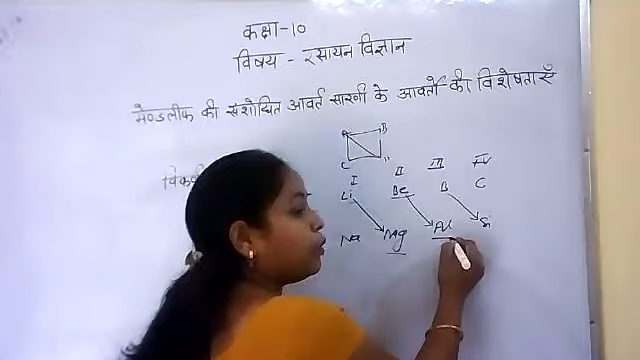 कक्षा-10
विषय - रसायन विज्ञान
मेण्डलीफ की संशोधित आवर्त सारणी के आवर्तो की विशेषताएँ
I II III IV
Li Be B C
Na Mg Al Si